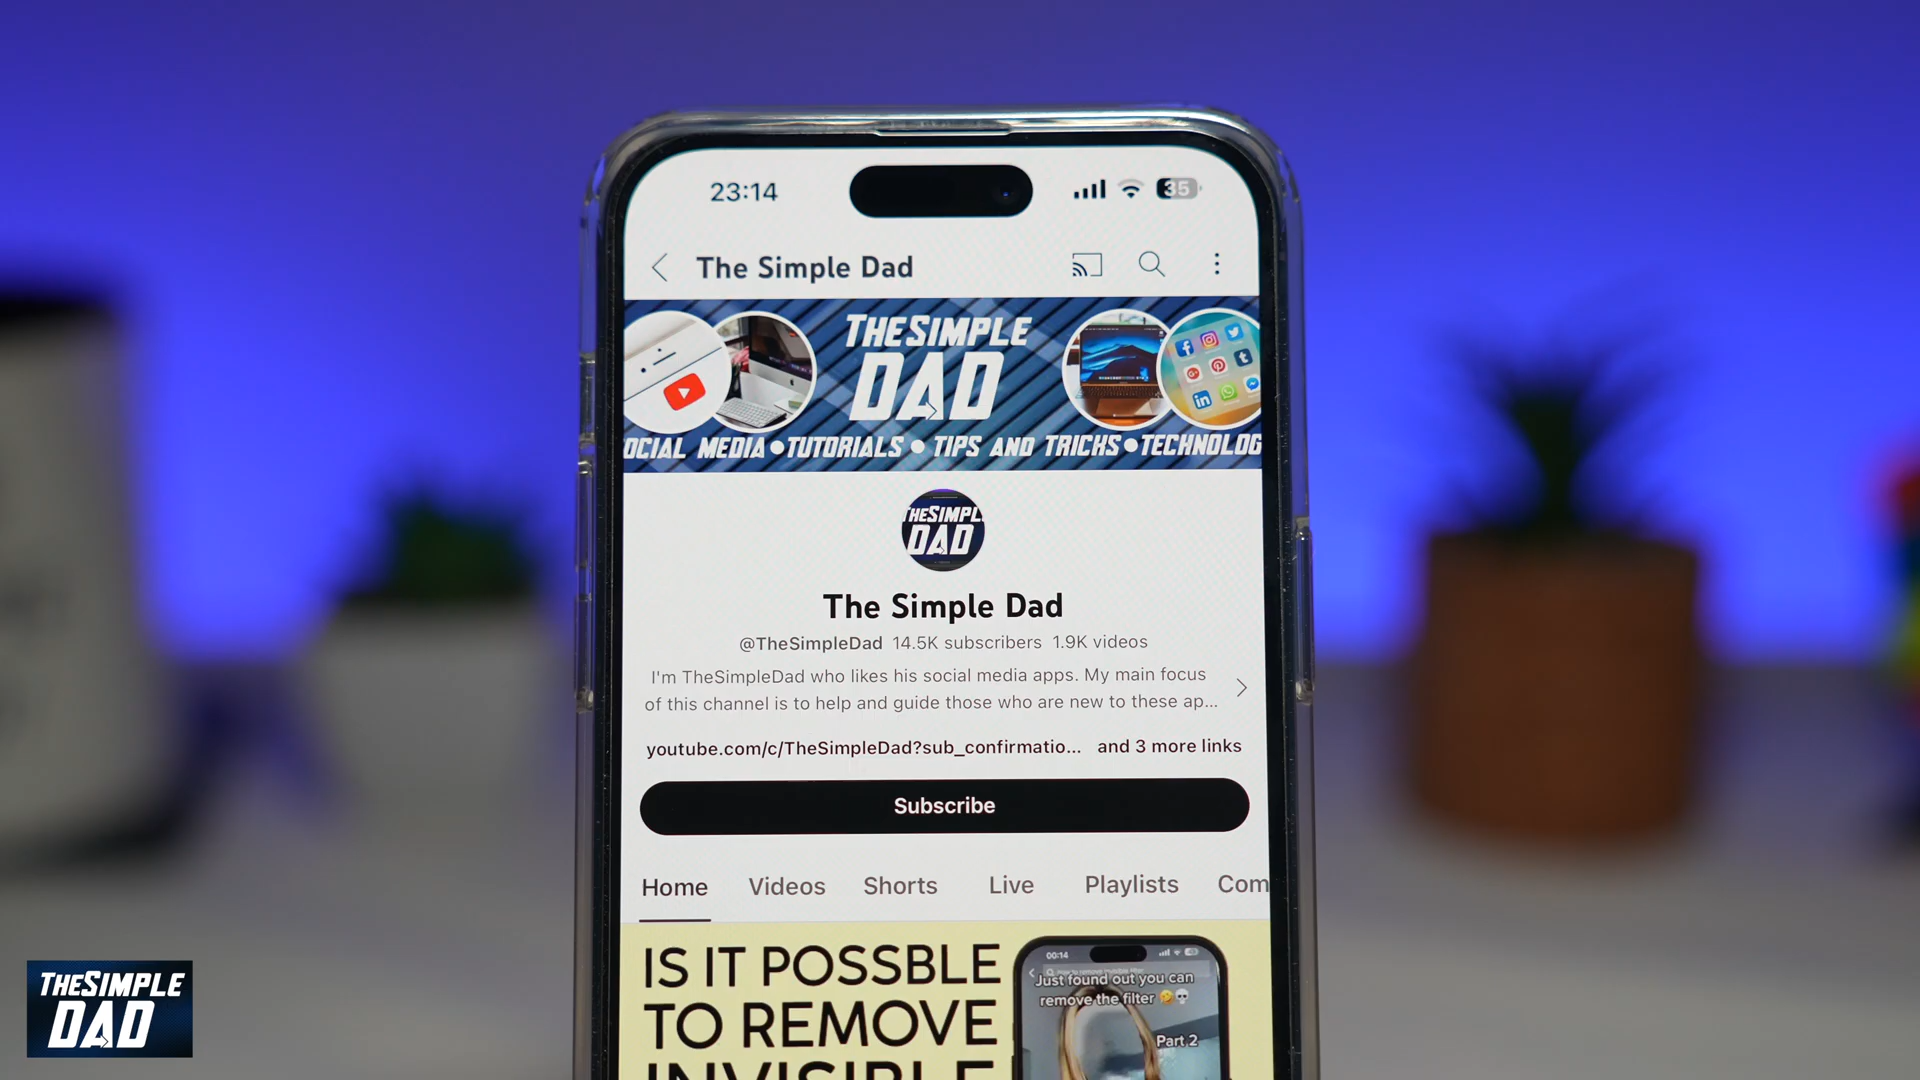 23:14
35
The Simple Dad
THESIMPLE
DAD
OCIAL MEDIA • TUTORIALS • TIPS AND TRICKS • TECHNOLOG
HESIMPL
DAD
The Simple Dad
@TheSimpleDad 14.5K subscribers 1.9K videos
I'm TheSimpleDad who likes his social media apps. My main focus
of this channel is to help and guide those who are new to these ap...
youtube.com/c/TheSimpleDad?sub_confirmatio... and 3 more links
Subscribe
Home Videos Shorts Live Playlists Com
IS IT POSSBLE
TO REMOVE
INVISIBLE
00:14
Just found out you can
remove the filter 🤣💀
Part 2
THESIMPLE
DAD